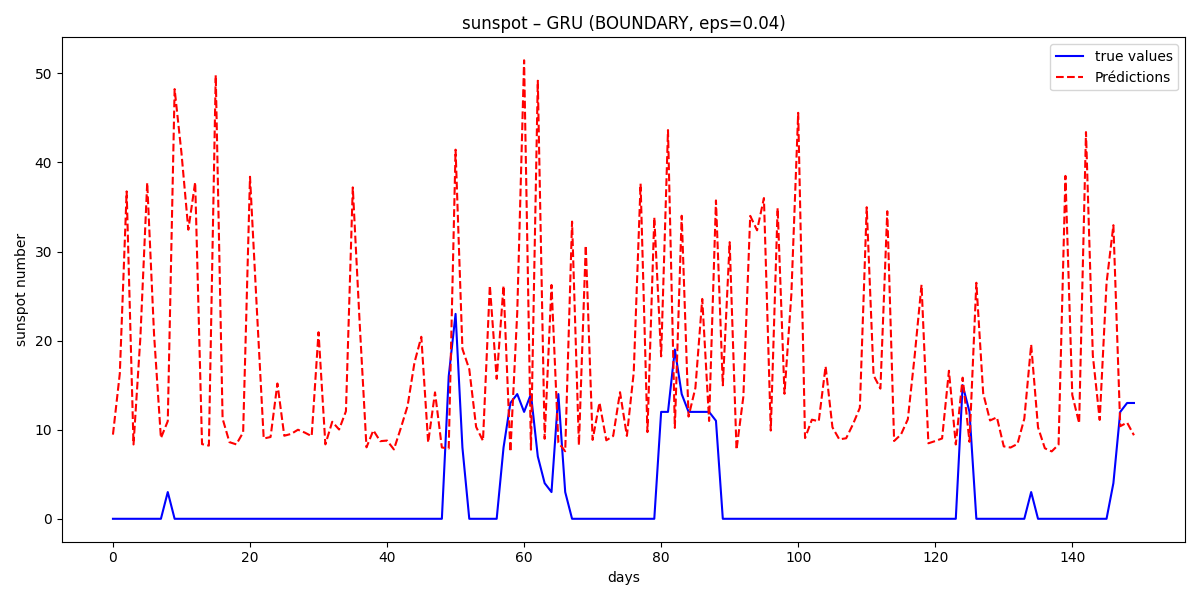 sunspot – GRU (BOUNDARY, eps=0.04)
true values
Prédictions
sunspot number
50
40
30
20
10
0
0 20 40 60 80 100 120 140
days